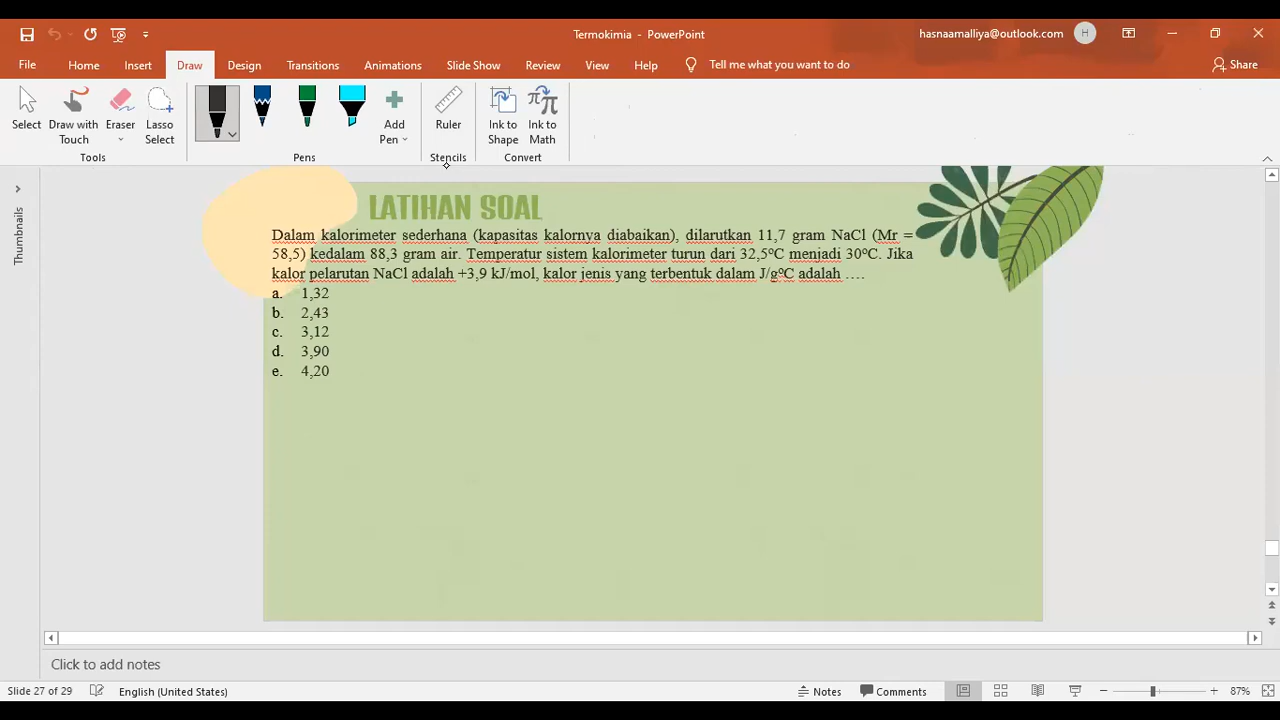 Termokimia - PowerPoint
hasnaamalliya@outlook.com
H
File Home Insert Draw Design Transitions Animations Slide Show Review View Help Tell me what you want to do Share
Select
Draw with Touch
Eraser
Lasso Select
Add Pen
Ruler
Ink to Shape
Ink to Math
Tools Pens Stencils Convert
Thumbnails
LATIHAN SOAL
Dalam kalorimeter sederhana (kapasitas kalornya diabaikan), dilarutkan 11,7 gram NaCl (Mr =
58,5) kedalam 88,3 gram air. Temperatur sistem kalorimeter turun dari 32,5⁰C menjadi 30⁰C. Jika
kalor pelarutan NaCl adalah +3,9 kJ/mol, kalor jenis yang terbentuk dalam J/g⁰C adalah ….
a. 1,32
b. 2,43
c. 3,12
d. 3,90
e. 4,20
Click to add notes
Slide 27 of 29 English (United States) Notes Comments 87%